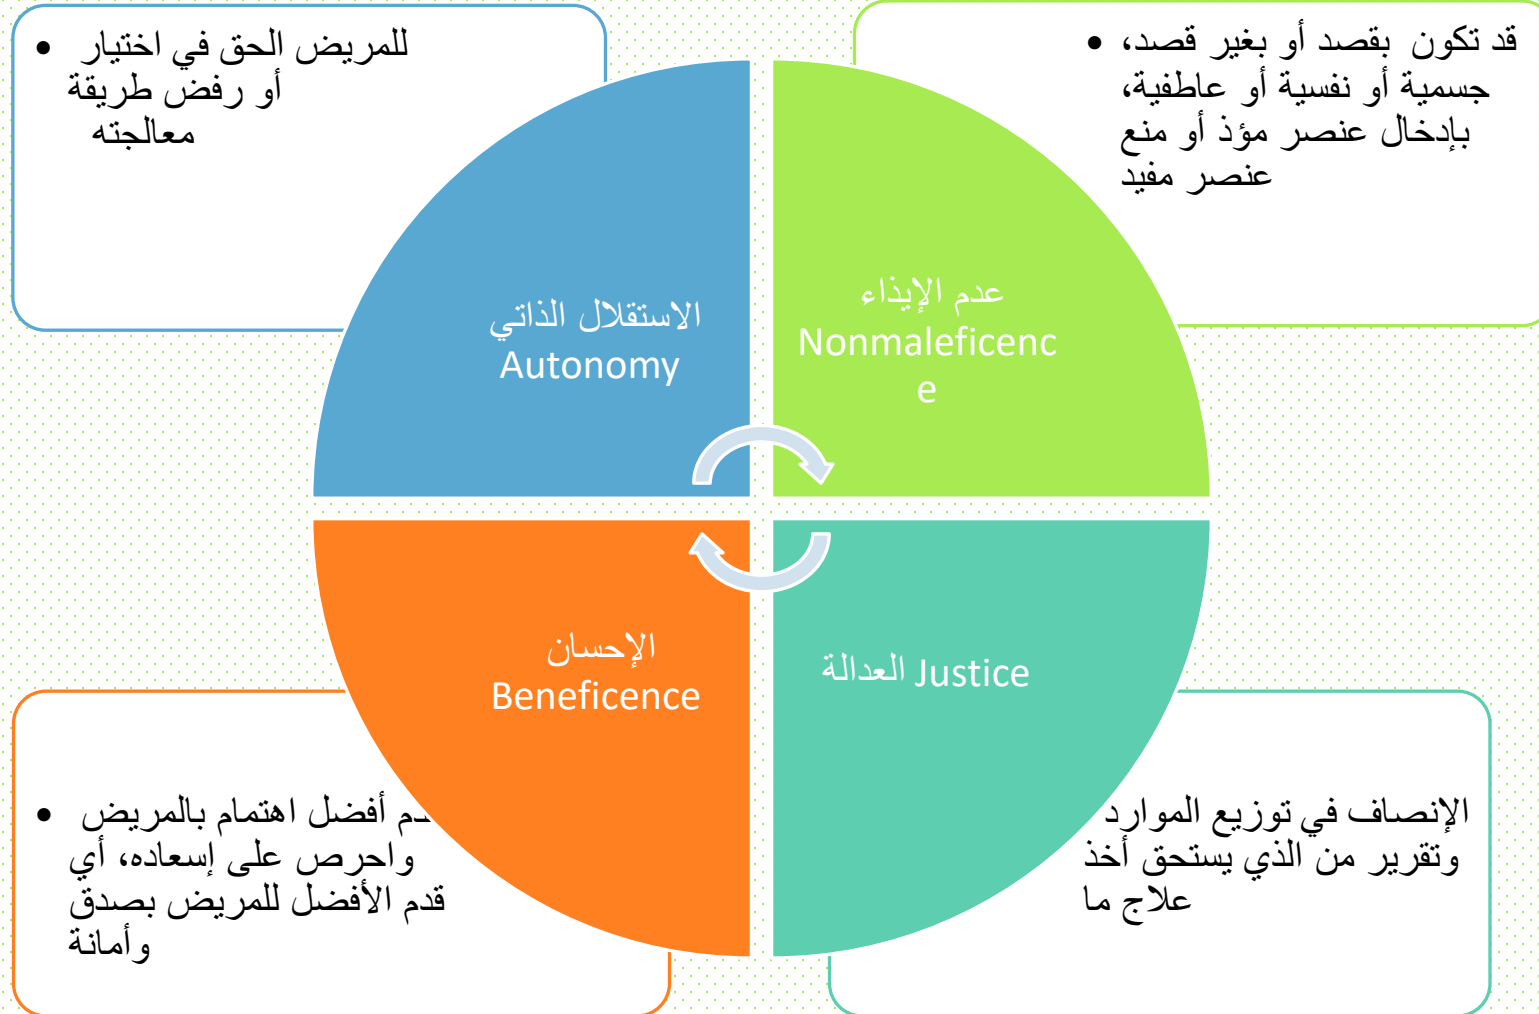 • للمريض الحق في اختيار
أو رفض طريقة
معالجته
• قد تكون بقصد أو بغير قصد،
جسمية أو نفسية أو عاطفية،
بإدخال عنصر مؤذ أو منع
عنصر مفيد
الاستقلال الذاتي
Autonomy
عدم الإيذاء
Nonmaleficenc
e
الإحسان
Beneficence
العدالة Justice
• أفضل اهتمام بالمريض
واحرص على إسعاده، أي
قدم الأفضل للمريض بصدق
وأمانة
الإنصاف في توزيع الموارد
وتقرير من الذي يستحق أخذ
علاج ما